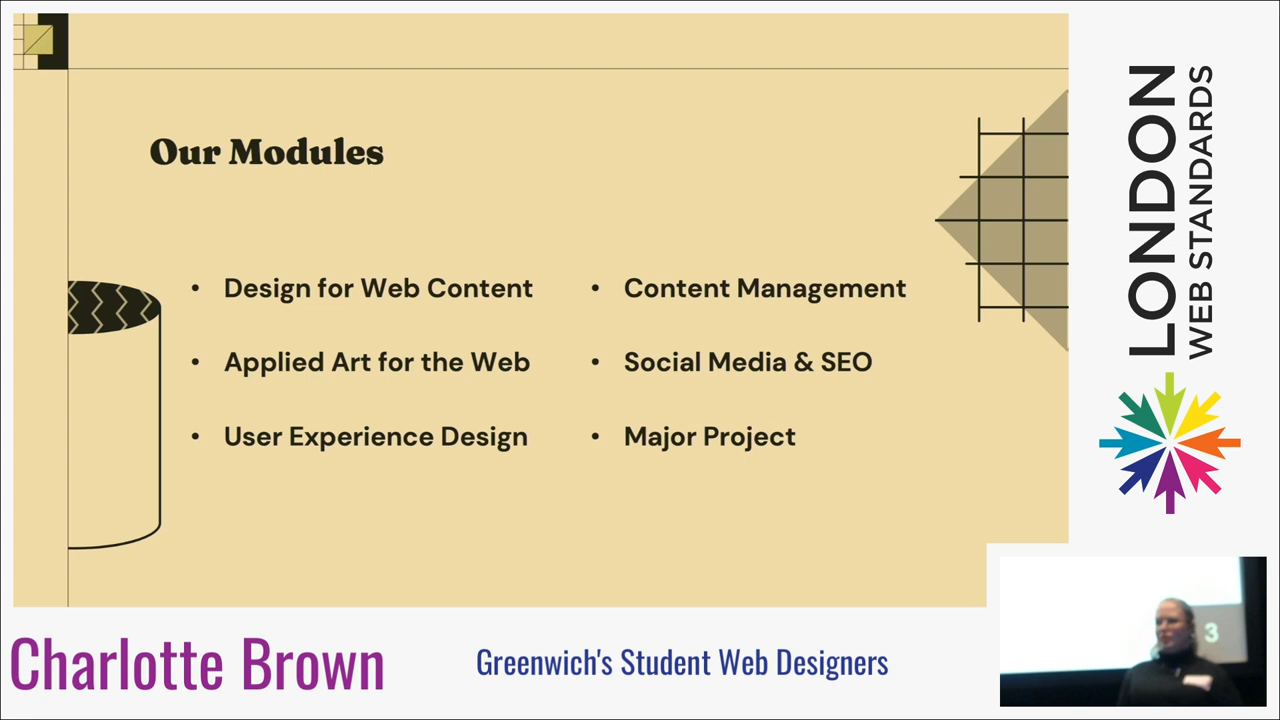 Our Modules
• Design for Web Content
• Applied Art for the Web
• User Experience Design
• Content Management
• Social Media & SEO
• Major Project
LONDON
WEB STANDARDS
3
Charlotte Brown
Greenwich's Student Web Designers